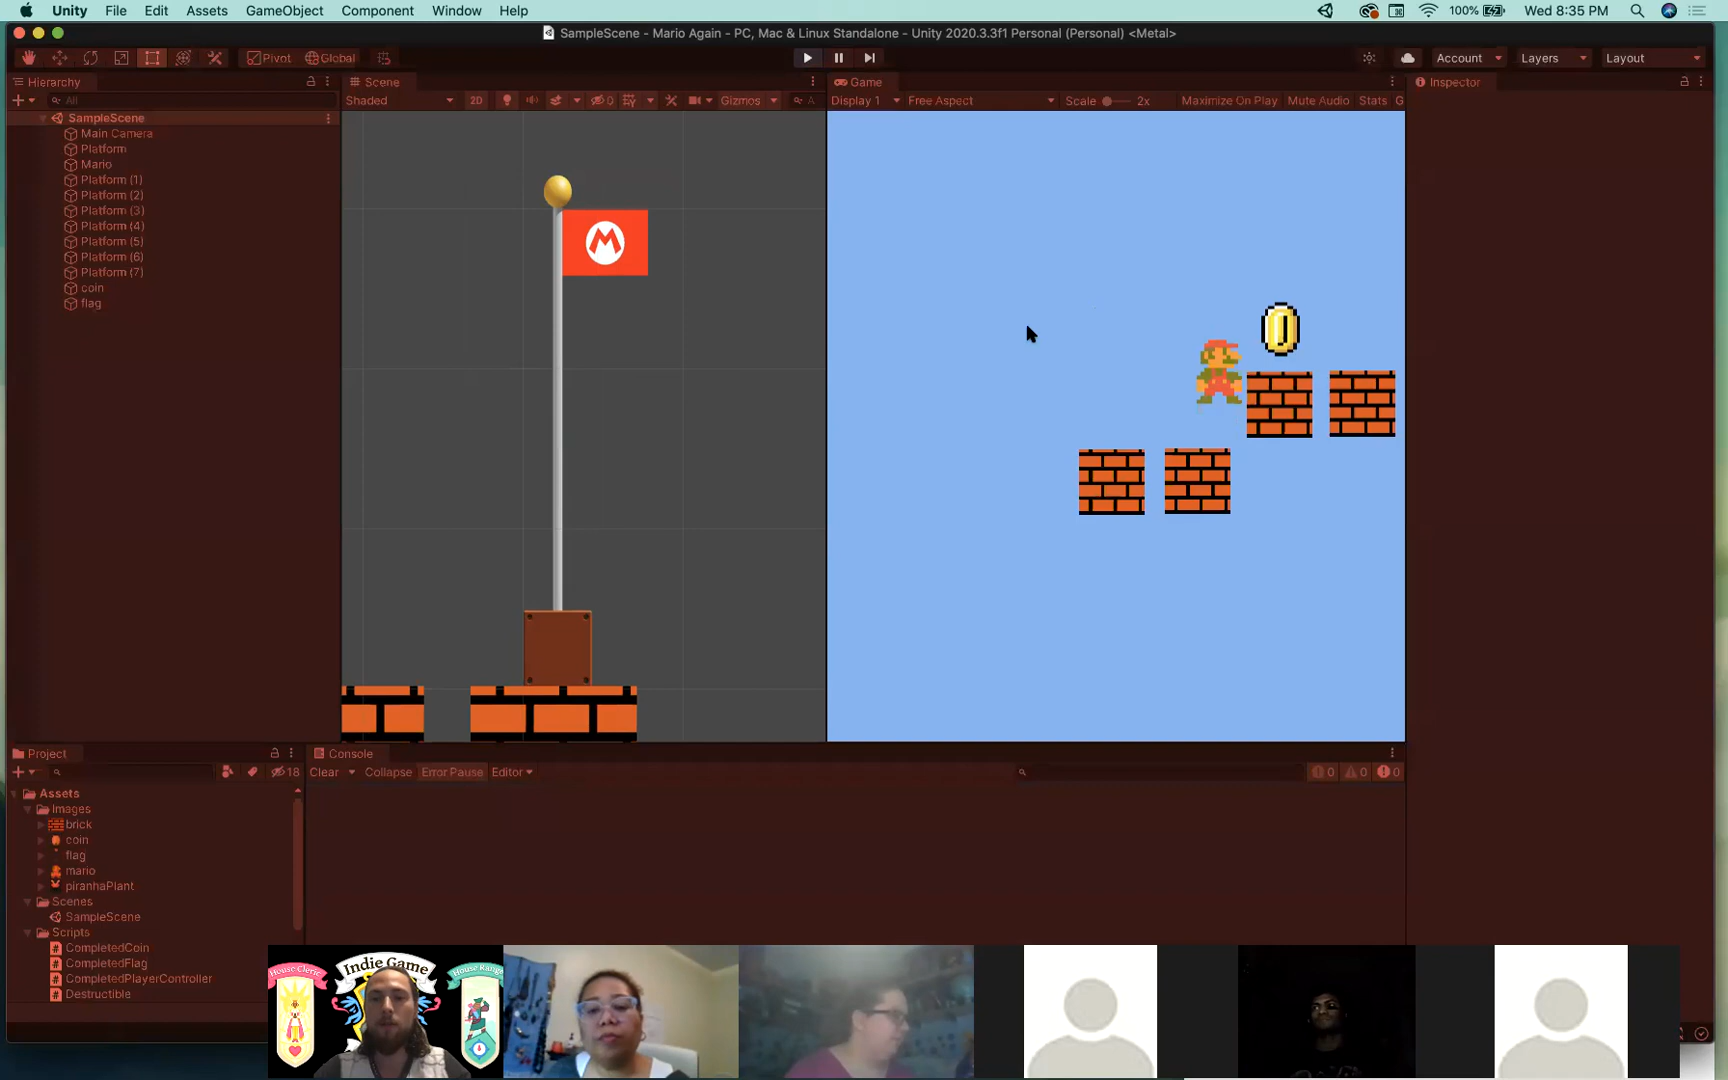 Unity File Edit Assets GameObject Component Window Help 100% Wed 8:35 PM
SampleScene - Mario Again - PC, Mac & Linux Standalone - Unity 2020.3.3f1 Personal (Personal) <Metal>
Pivot Global Account Layers Layout
Hierarchy Scene Game Inspector
All Shaded 2D 0 Gizmos A Display 1 Free Aspect Scale 2x Maximize On Play Mute Audio Stats G
SampleScene
Main Camera
Platform
Mario
Platform (1)
Platform (2)
Platform (3)
Platform (4)
Platform (5)
Platform (6)
Platform (7)
coin
flag
M
Project Console
18 Clear Collapse Error Pause Editor 0 0 0
Assets
Images
brick
coin
flag
mario
piranhaPlant
Scenes
SampleScene
Scripts
CompletedCoin
CompletedFlag
CompletedPlayerController
Destructible
House Cleric Indie Game House Range